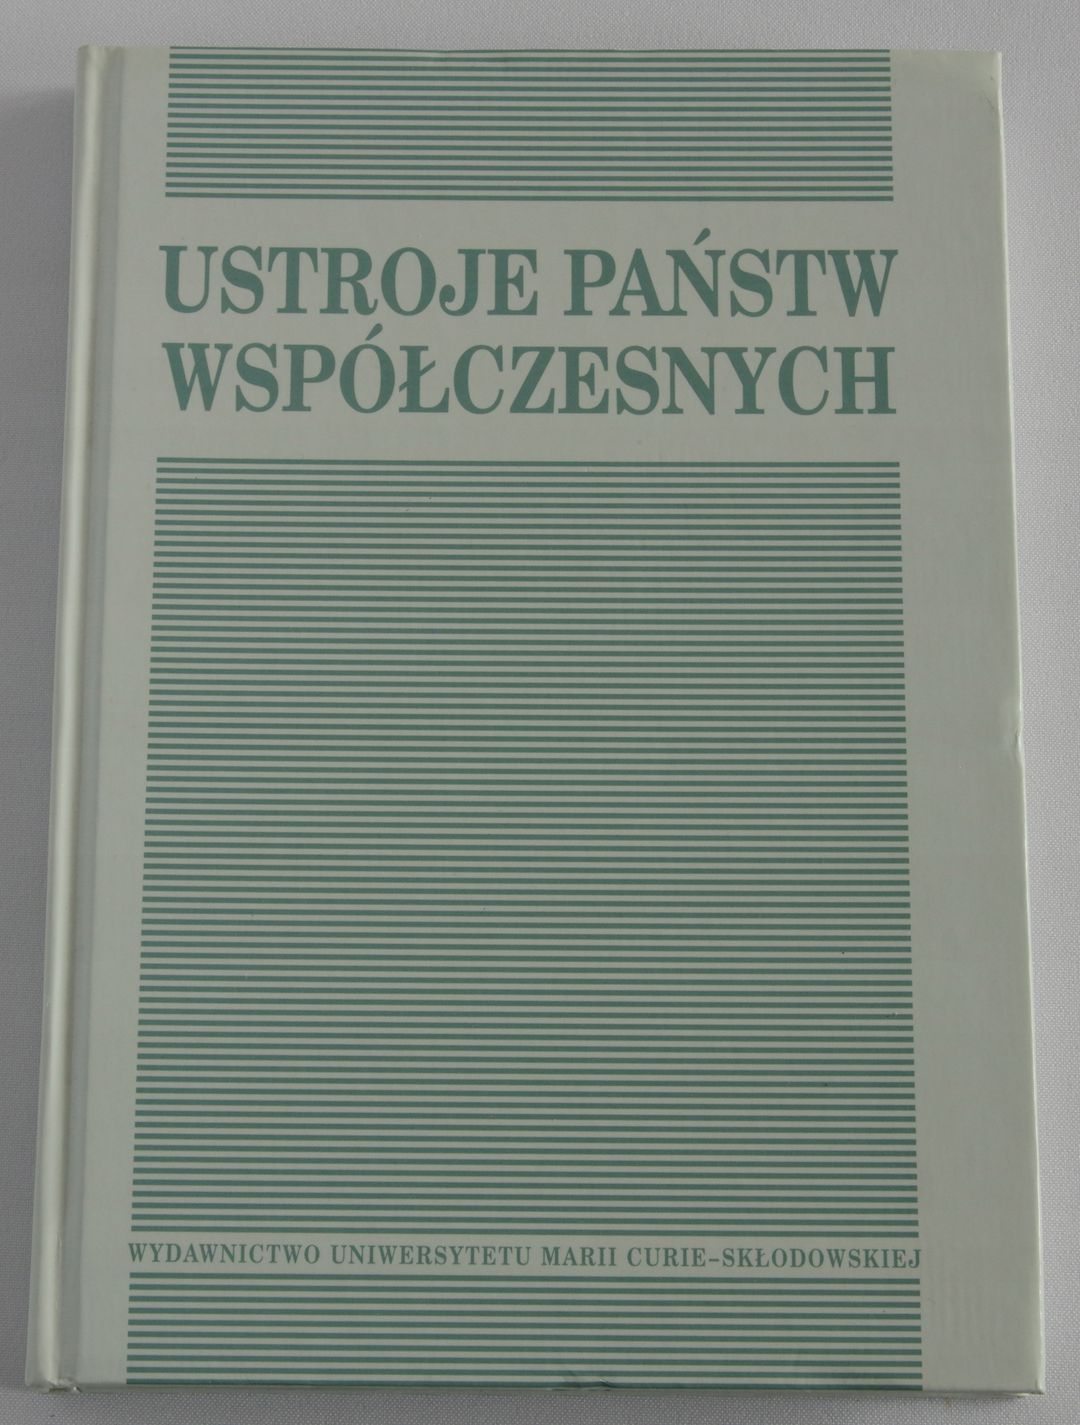 USTROJE PAŃSTW
WSPÓŁCZESNYCH
WYDAWNICTWO UNIWERSYTETU MARII CURIE-SKŁODOWSKIEJ